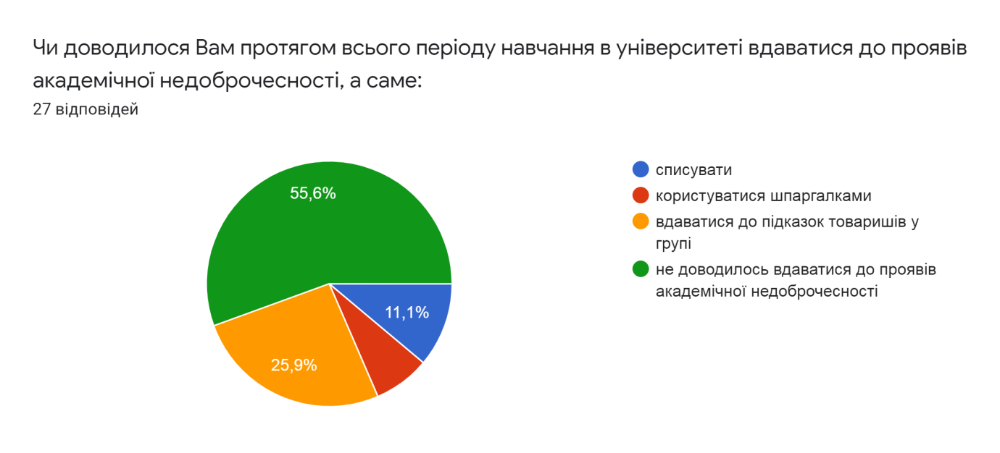 Чи доводилося Вам протягом всього періоду навчання в університеті вдаватися до проявів
академічної недоброчесності, а саме:
27 відповідей
55,6%
11,1%
25,9%
списувати
користуватися шпаргалками
вдаватися до підказок товаришів у
групі
не доводилось вдаватися до проявів
академічної недоброчесності